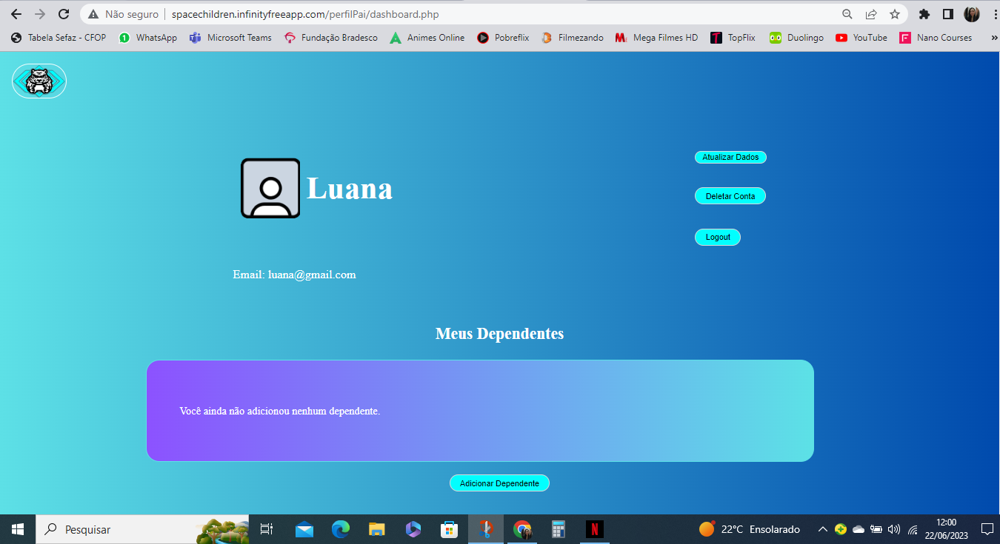 Não seguro
spacechildren.infinityfreeapp.com/perfilPai/dashboard.php
Tabela Sefaz - CFOP WhatsApp Microsoft Teams Fundação Bradesco Animes Online Pobreflix Filmezando Mega Filmes HD TopFlix Duolingo YouTube Nano Courses »
Atualizar Dados
Luana
Deletar Conta
Logout
Email: luana@gmail.com
Meus Dependentes
Você ainda não adicionou nenhum dependente.
Adicionar Dependente
Pesquisar
22°C Ensolarado
12:00
22/06/2023